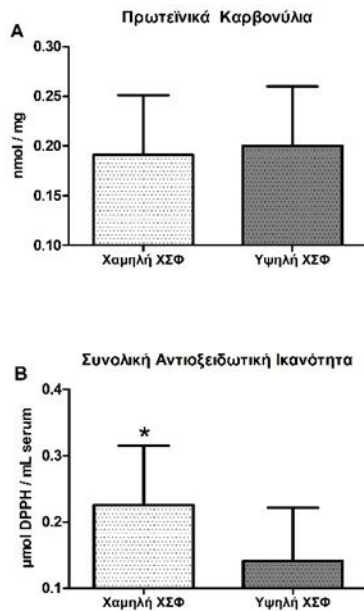 Πρωτεϊνικά Καρβονύλια
A
0.30
0.25
0.20
0.15
0.10
nmol / mg
Χαμηλή ΧΣΦ
Υψηλή ΧΣΦ
Συνολική Αντιοξειδωτική Ικανότητα
B
0.4
0.3
0.2
0.1
μmol DPPH / mL serum
*
Χαμηλή ΧΣΦ
Υψηλή ΧΣΦ